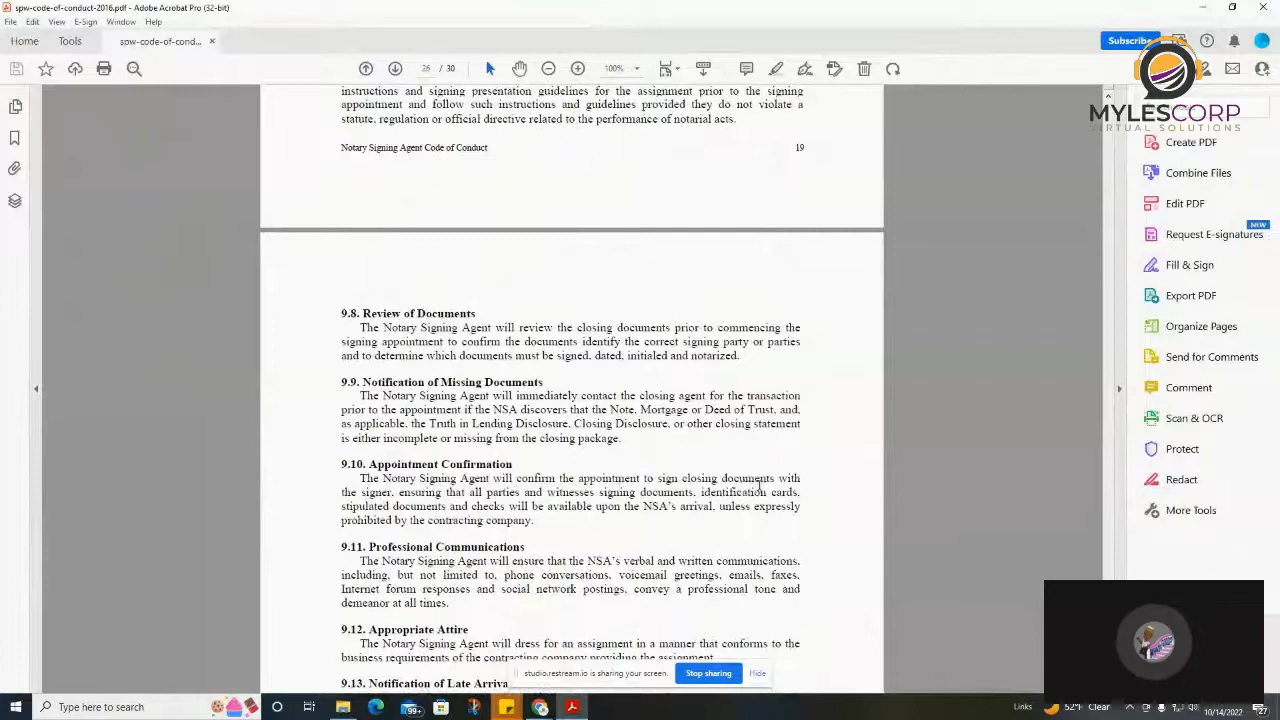 spw-code-of-conduct-2016.pdf - Adobe Acrobat Pro (32-bit)
File Edit View E-Sign Window Help
Home Tools spw-code-of-cond... × Subscribe
26 / 30 100%
MYLESCORP
VIRTUAL SOLUTIONS
instructions and signing presentation guidelines for the assignment prior to the signing
appointment and follow such instructions and guidelines provided they do not violate a
statute, regulation or official directive related to the performance of notarial acts.
Notary Signing Agent Code of Conduct 19
9.8. Review of Documents
The Notary Signing Agent will review the closing documents prior to commencing the
signing appointment to confirm the documents identify the correct signing party or parties
and to determine which documents must be signed, dated, initialed and notarized.
9.9. Notification of Missing Documents
The Notary Signing Agent will immediately contact the closing agent for the transaction
prior to the appointment if the NSA discovers that the Note, Mortgage or Deed of Trust, and,
as applicable, the Truth in Lending Disclosure, Closing Disclosure, or other closing statement
is either incomplete or missing from the closing package.
9.10. Appointment Confirmation
The Notary Signing Agent will confirm the appointment to sign closing documents with
the signer, ensuring that all parties and witnesses signing documents, identification cards,
stipulated documents and checks will be available upon the NSA's arrival, unless expressly
prohibited by the contracting company.
9.11. Professional Communications
The Notary Signing Agent will ensure that the NSA's verbal and written communications,
including, but not limited to, phone conversations, voicemail greetings, emails, faxes,
Internet forum responses and social network postings, convey a professional tone and
demeanor at all times.
9.12. Appropriate Attire
The Notary Signing Agent will dress for an assignment in a manner that conforms to the
business requirements of the contracting company providing the assignment.
9.13. Notification of Late Arriva
Create PDF
Combine Files
Edit PDF
NEW
Request E-signatures
Fill & Sign
Export PDF
Organize Pages
Send for Comments
Comment
Scan & OCR
Protect
Redact
More Tools
studio.restream.io is sharing your screen. Stop sharing Hide
Type here to search
99+
Links 52°F Clear
10/14/2022